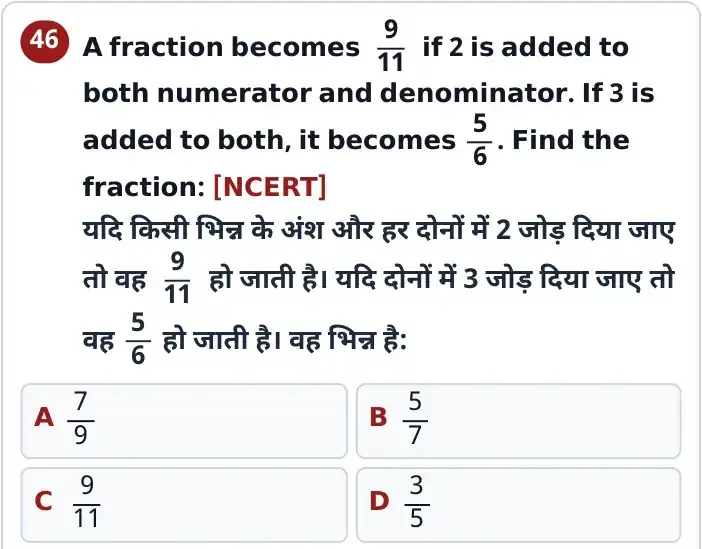 46 A fraction becomes 9/11 if 2 is added to
both numerator and denominator. If 3 is
added to both, it becomes 5/6. Find the
fraction: [NCERT]
यदि किसी भिन्न के अंश और हर दोनों में 2 जोड़ दिया जाए
तो वह 9/11 हो जाती है। यदि दोनों में 3 जोड़ दिया जाए तो
वह 5/6 हो जाती है। वह भिन्न है:
A 7/9 B 5/7
C 9/11 D 3/5